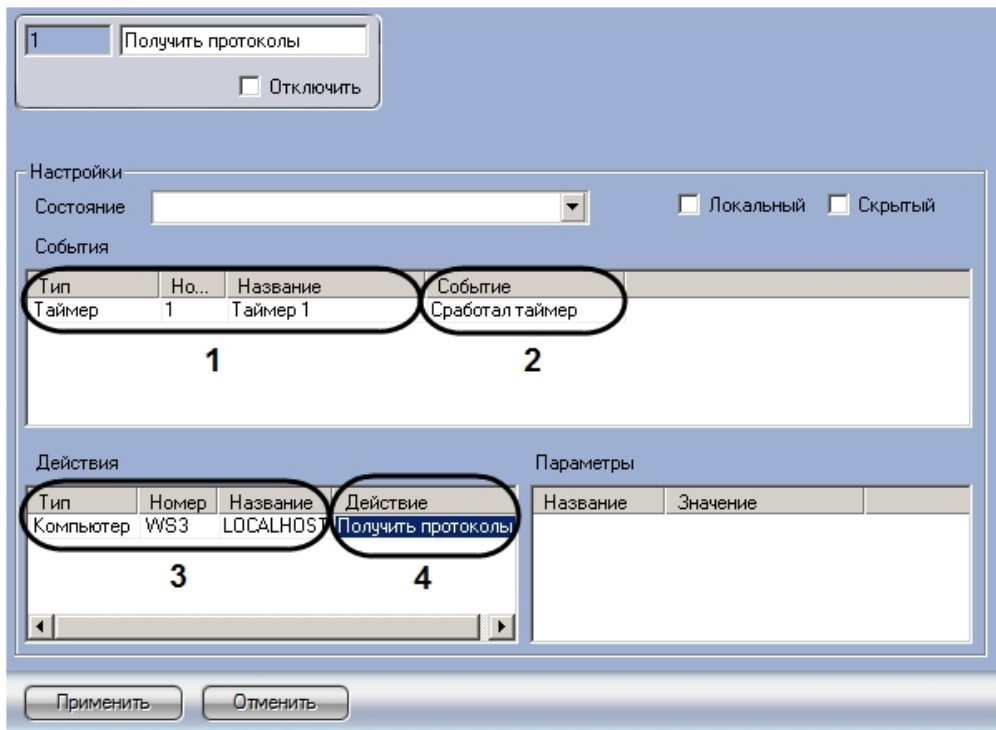 1 Получить протоколы
Отключить
Настройки
Состояние Локальный Скрытый
События
Тип Но... Название Событие
Таймер 1 Таймер 1 Сработал таймер
1 2
Действия Параметры
Тип Номер Название Действие Название Значение
Компьютер WS3 LOCALHOST Получить протоколы
3 4
Применить Отменить